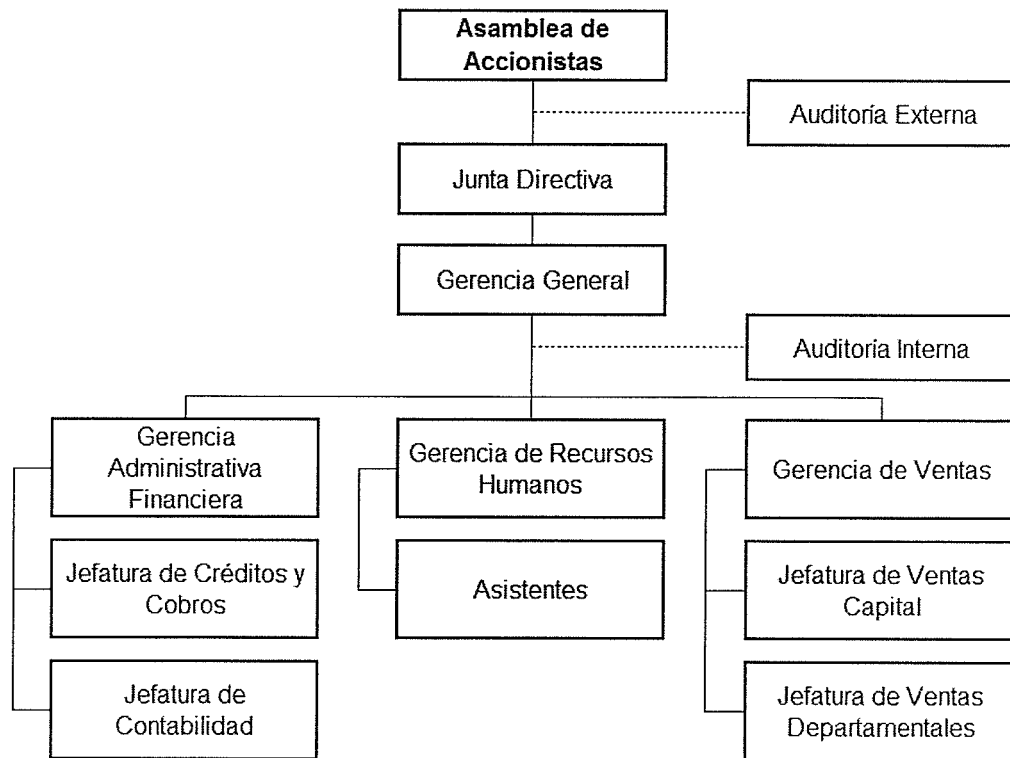 Asamblea de
Accionistas
Auditoría Externa
Junta Directiva
Gerencia General
Auditoría Interna
Gerencia
Administrativa
Financiera
Gerencia de Recursos
Humanos
Gerencia de Ventas
Jefatura de Créditos y
Cobros
Asistentes
Jefatura de Ventas
Capital
Jefatura de
Contabilidad
Jefatura de Ventas
Departamentales